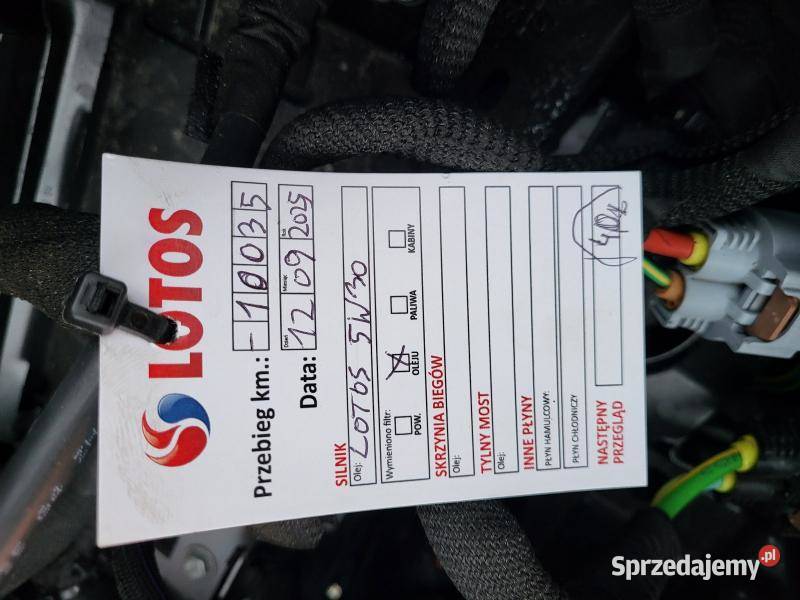 LOTOS
Przebieg km.: -10035
Dzień Miesiąc Rok
Data: 12 09 2025
SILNIK
Olej: LOTOS 5W30
Wymieniono filtr:
POW. OLEJU PALIWA KABINY
SKRZYNIA BIEGÓW
Olej:
TYLNY MOST
Olej:
INNE PŁYNY
PŁYN HAMULCOWY:
PŁYN CHŁODNICZY
NASTĘPNY
PRZEGLĄD
Sprzedajemy.pl